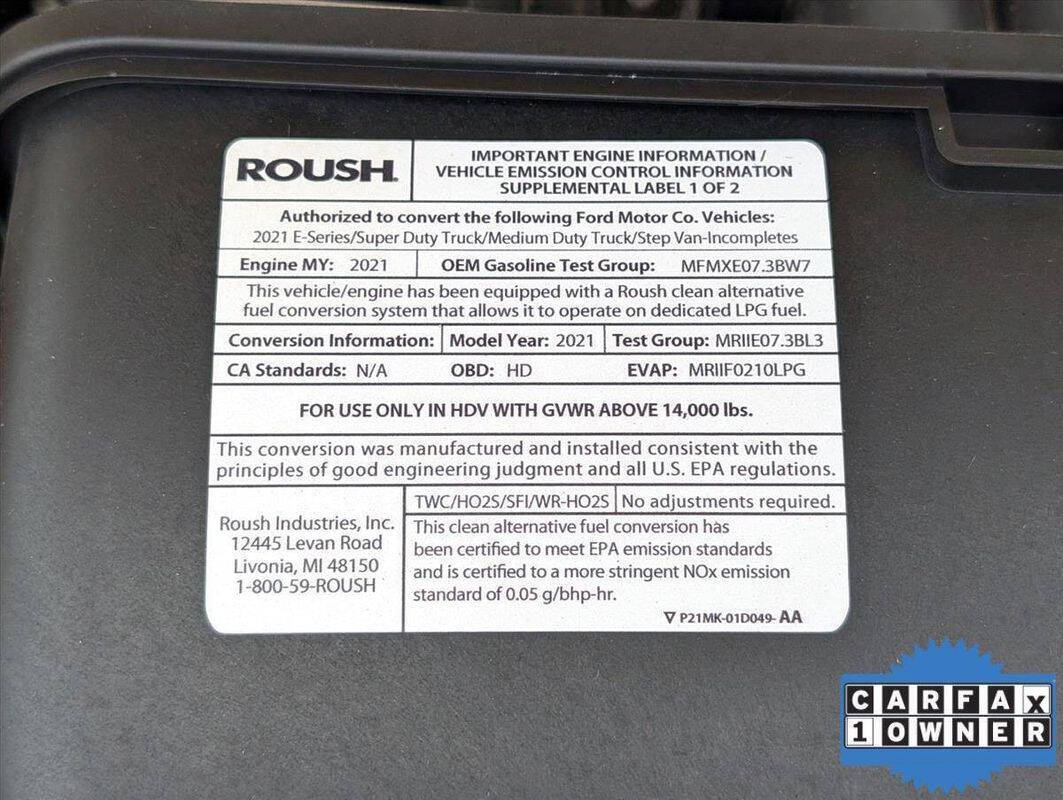 ROUSH.
IMPORTANT ENGINE INFORMATION /
VEHICLE EMISSION CONTROL INFORMATION
SUPPLEMENTAL LABEL 1 OF 2
Authorized to convert the following Ford Motor Co. Vehicles:
2021 E-Series/Super Duty Truck/Medium Duty Truck/Step Van-Incompletes
Engine MY: 2021 OEM Gasoline Test Group: MFMXE07.3BW7
This vehicle/engine has been equipped with a Roush clean alternative
fuel conversion system that allows it to operate on dedicated LPG fuel.
Conversion Information: Model Year: 2021 Test Group: MRIIE07.3BL3
CA Standards: N/A OBD: HD EVAP: MRIIF0210LPG
FOR USE ONLY IN HDV WITH GVWR ABOVE 14,000 lbs.
This conversion was manufactured and installed consistent with the
principles of good engineering judgment and all U.S. EPA regulations.
Roush Industries, Inc.
12445 Levan Road
Livonia, MI 48150
1-800-59-ROUSH
TWC/HO2S/SFI/WR-HO2S No adjustments required.
This clean alternative fuel conversion has
been certified to meet EPA emission standards
and is certified to a more stringent NOx emission
standard of 0.05 g/bhp-hr.
P21MK-01D049- AA
CARFAX
1 OWNER